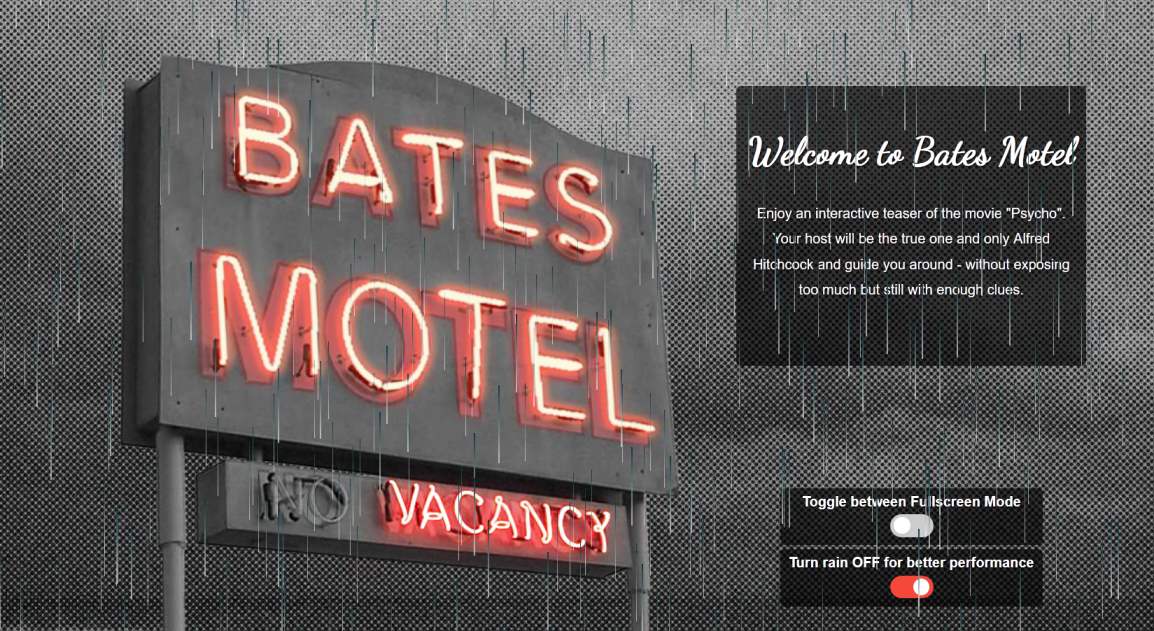 BATES
MOTEL
NO VACANCY
Welcome to Bates Motel
Enjoy an interactive teaser of the movie "Psycho".
Your host will be the true one and only Alfred
Hitchcock and guide you around - without exposing
too much but still with enough clues.
Toggle between Fullscreen Mode
Turn rain OFF for better performance